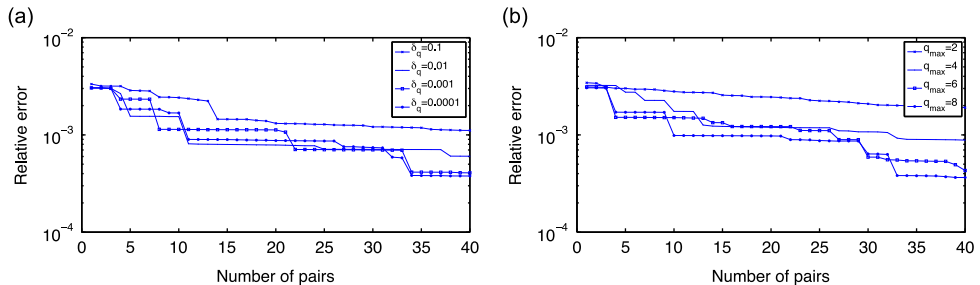 (a)
10⁻²
10⁻³
10⁻⁴
Relative error
0 5 10 15 20 25 30 35 40
Number of pairs
δq=0.1
δq=0.01
δq=0.001
δq=0.0001
(b)
10⁻²
10⁻³
10⁻⁴
Relative error
0 5 10 15 20 25 30 35 40
Number of pairs
qmax=2
qmax=4
qmax=6
qmax=8